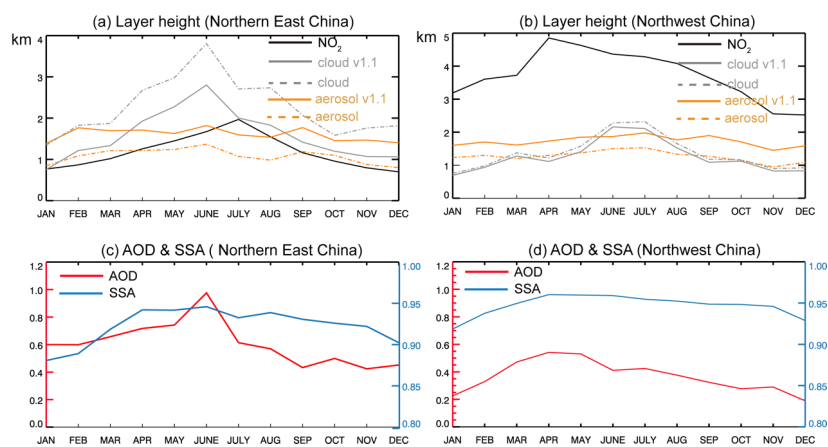 (a) Layer height (Northern East China)
km
4
3
2
1
0
NO2
cloud v1.1
cloud
aerosol v1.1
aerosol
JAN FEB MAR APR MAY JUNE JULY AUG SEP OCT NOV DEC
(b) Layer height (Northwest China)
km
5
4
3
2
1
0
NO2
cloud v1.1
cloud
aerosol v1.1
aerosol
JAN FEB MAR APR MAY JUNE JULY AUG SEP OCT NOV DEC
(c) AOD & SSA ( Northern East China)
1.2
1.0
0.8
0.6
0.4
0.2
0.0
AOD
SSA
1.00
0.95
0.90
0.85
0.80
JAN FEB MAR APR MAY JUNE JULY AUG SEP OCT NOV DEC
(d) AOD & SSA (Northwest China)
1.2
1.0
0.8
0.6
0.4
0.2
0.0
AOD
SSA
1.00
0.95
0.90
0.85
0.80
JAN FEB MAR APR MAY JUNE JULY AUG SEP OCT NOV DEC